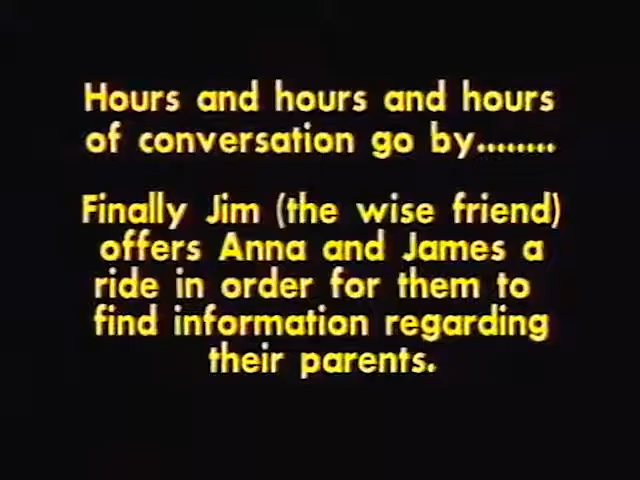 Hours and hours and hours
of conversation go by........
Finally Jim (the wise friend)
offers Anna and James a
ride in order for them to
find information regarding
their parents.